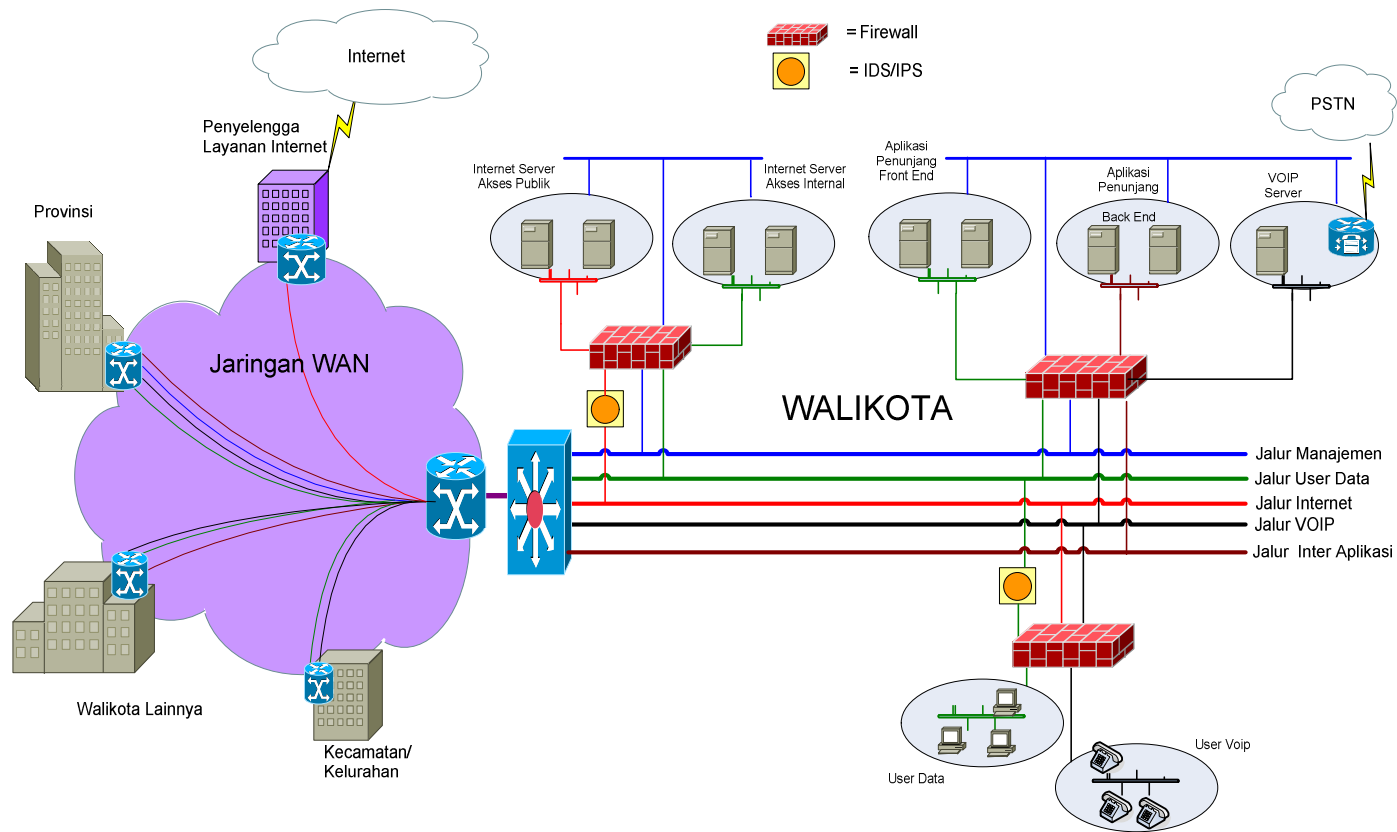 Internet
= Firewall
= IDS/IPS
PSTN
Penyelengga
Layanan Internet
Provinsi
Internet Server
Akses Publik
Internet Server
Akses Internal
Aplikasi
Penunjang
Front End
Aplikasi
Penunjang
Back End
VOIP
Server
Jaringan WAN
WALIKOTA
Jalur Manajemen
Jalur User Data
Jalur Internet
Jalur VOIP
Jalur Inter Aplikasi
Walikota Lainnya
Kecamatan/
Kelurahan
User Data
User Voip